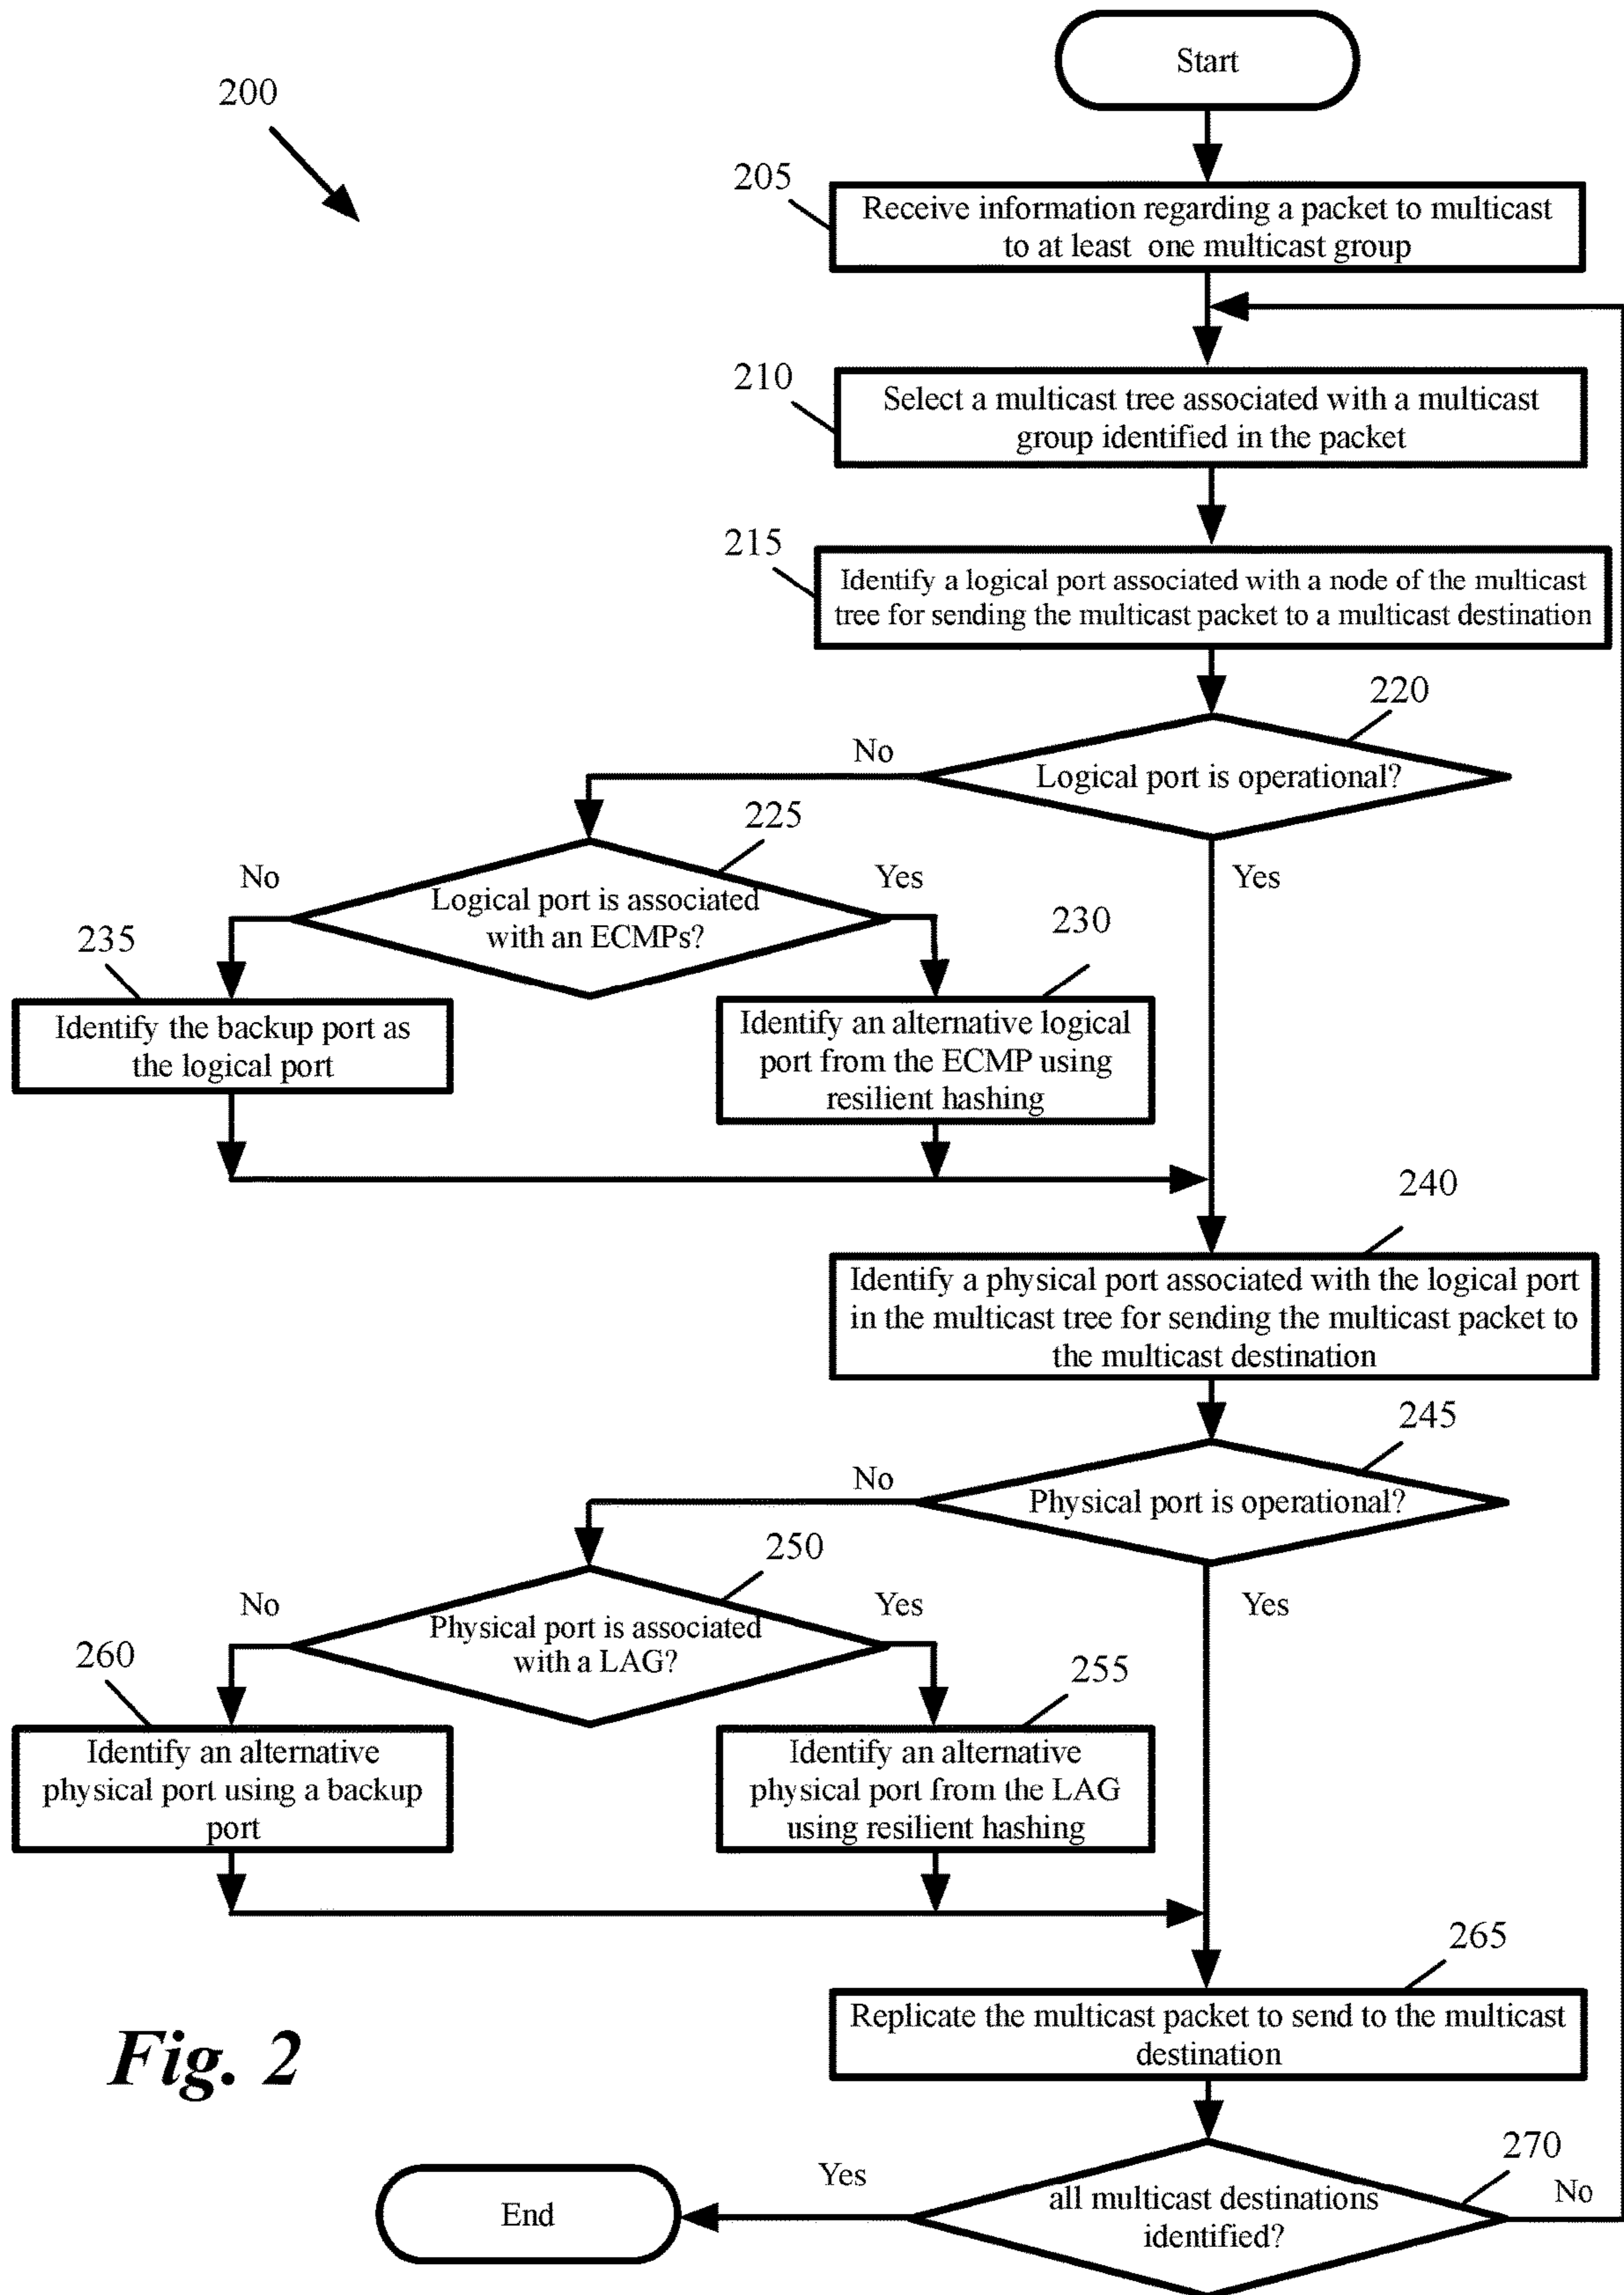 Start
200
205
Receive information regarding a packet to multicast
to at least one multicast group
210
Select a multicast tree associated with a multicast
group identified in the packet
215
Identify a logical port associated with a node of the multicast
tree for sending the multicast packet to a multicast destination
220
No
Logical port is operational?
225
No
Yes
Yes
Logical port is associated
with an ECMPs?
235
230
Identify the backup port as
the logical port
Identify an alternative logical
port from the ECMP using
resilient hashing
240
Identify a physical port associated with the logical port
in the multicast tree for sending the multicast packet to
the multicast destination
245
No
Physical port is operational?
250
No
Yes
Yes
Physical port is associated
with a LAG?
260
255
Identify an alternative
physical port using a backup
port
Identify an alternative
physical port from the LAG
using resilient hashing
265
Replicate the multicast packet to send to the multicast
destination
Fig. 2
270
Yes
No
all multicast destinations
identified?
End